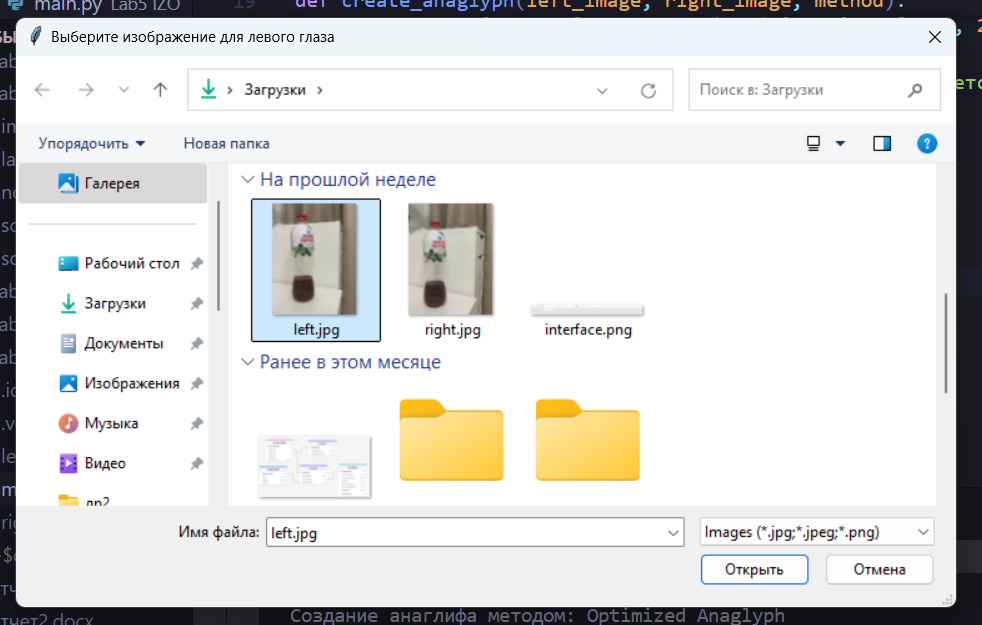 main.py Lab5 IZO
19 def create_anaglyph(left_image, right_image, method):
Выберите изображение для левого глаза
Загрузки
Поиск в: Загрузки
Упорядочить
Новая папка
Галерея
Рабочий стол
Загрузки
Документы
Изображения
Музыка
Видео
лр2
На прошлой неделе
left.jpg
right.jpg
interface.png
Ранее в этом месяце
Имя файла:
left.jpg
Images (*.jpg;*.jpeg;*.png)
Открыть
Отмена
Создание анаглифа методом: Optimized Anaglyph
тчет2.docx